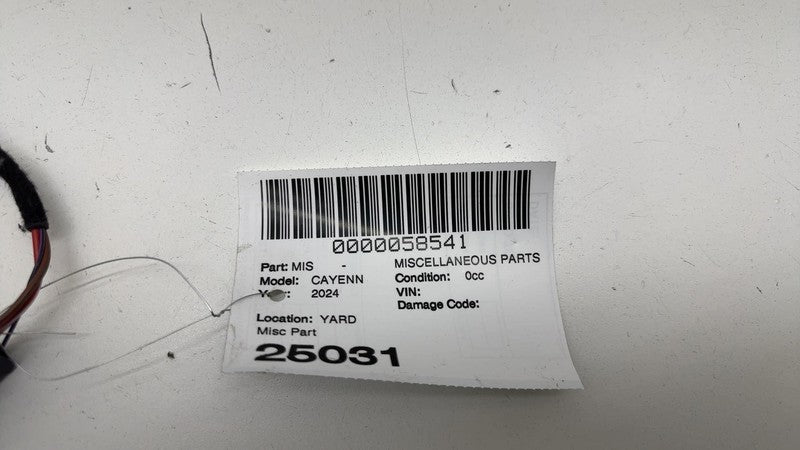 0000058541
Part: MIS - MISCELLANEOUS PARTS
Model: CAYENN Condition: 0cc
2024 VIN:
Damage Code:
Location: YARD
Misc Part
25031